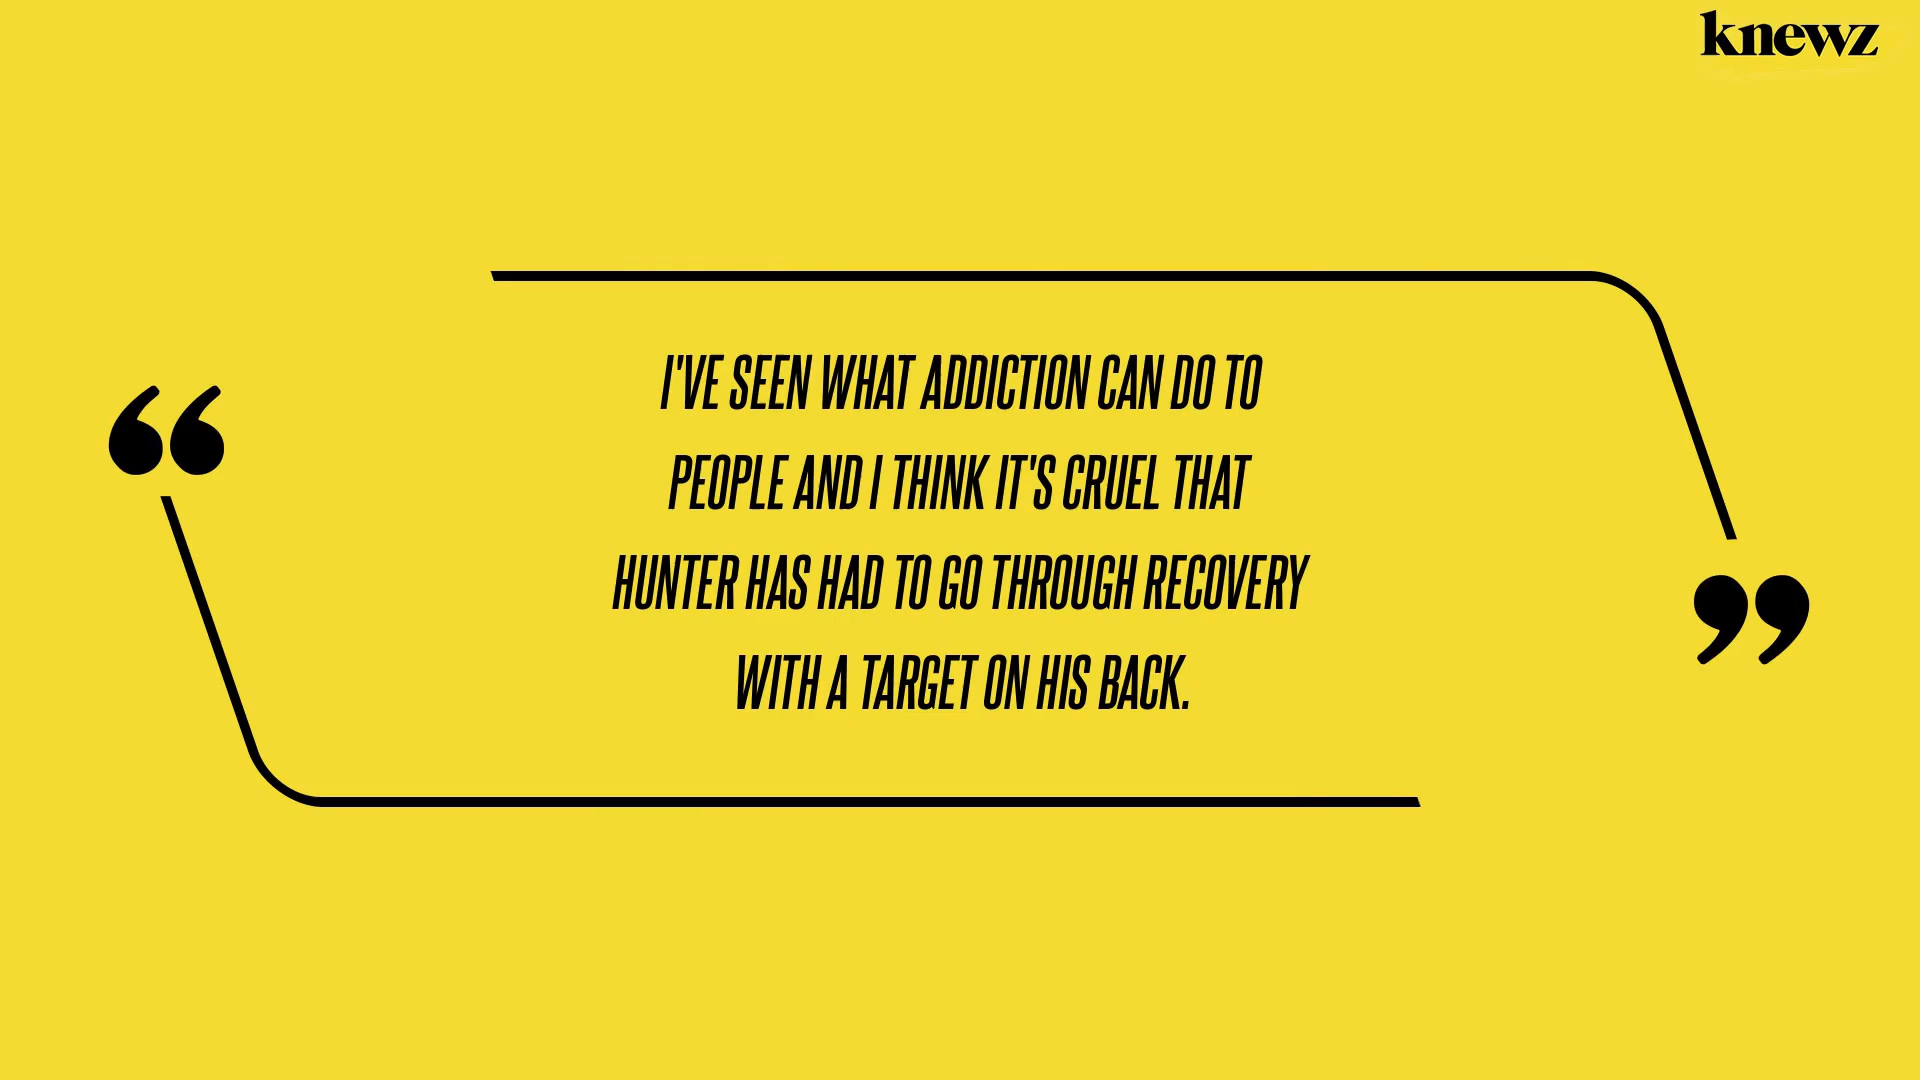 knewz
I'VE SEEN WHAT ADDICTION CAN DO TO
PEOPLE AND I THINK IT'S CRUEL THAT
HUNTER HAS HAD TO GO THROUGH RECOVERY
WITH A TARGET ON HIS BACK.